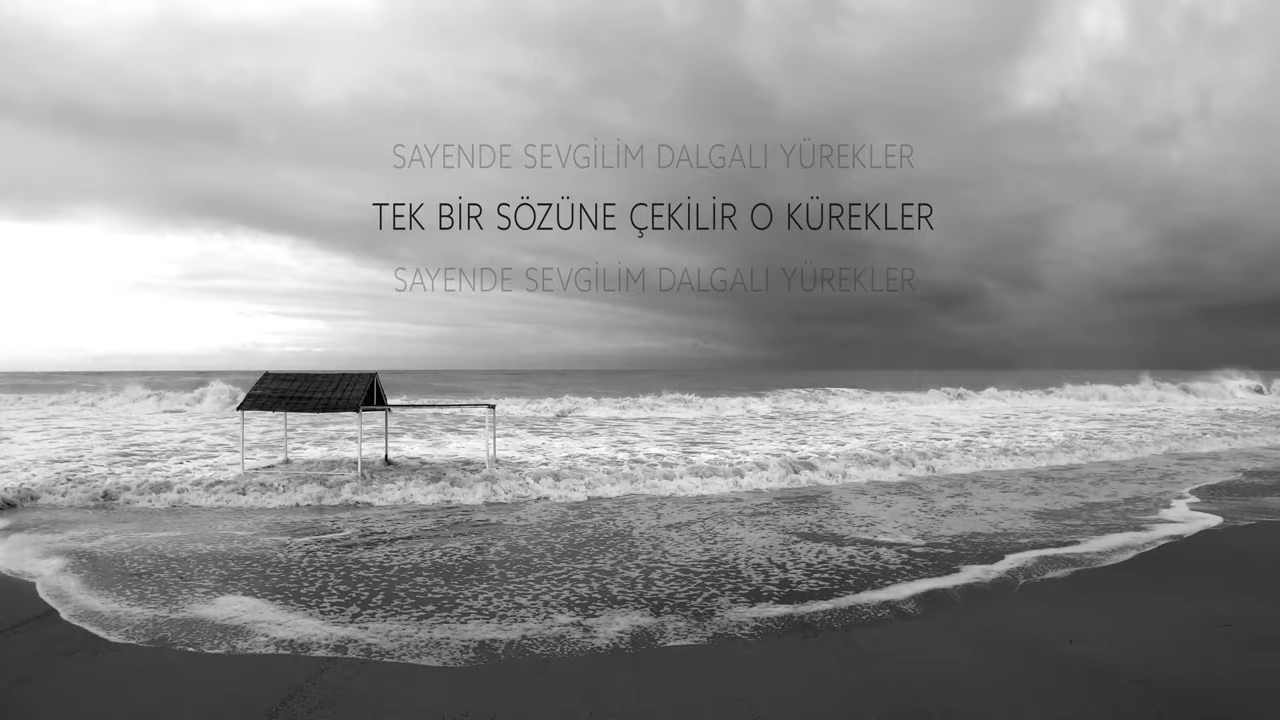 SAYENDE SEVGİLİM DALGALI YÜREKLER
TEK BİR SÖZÜNE ÇEKİLİR O KÜREKLER
SAYENDE SEVGİLİM DALGALI YÜREKLER